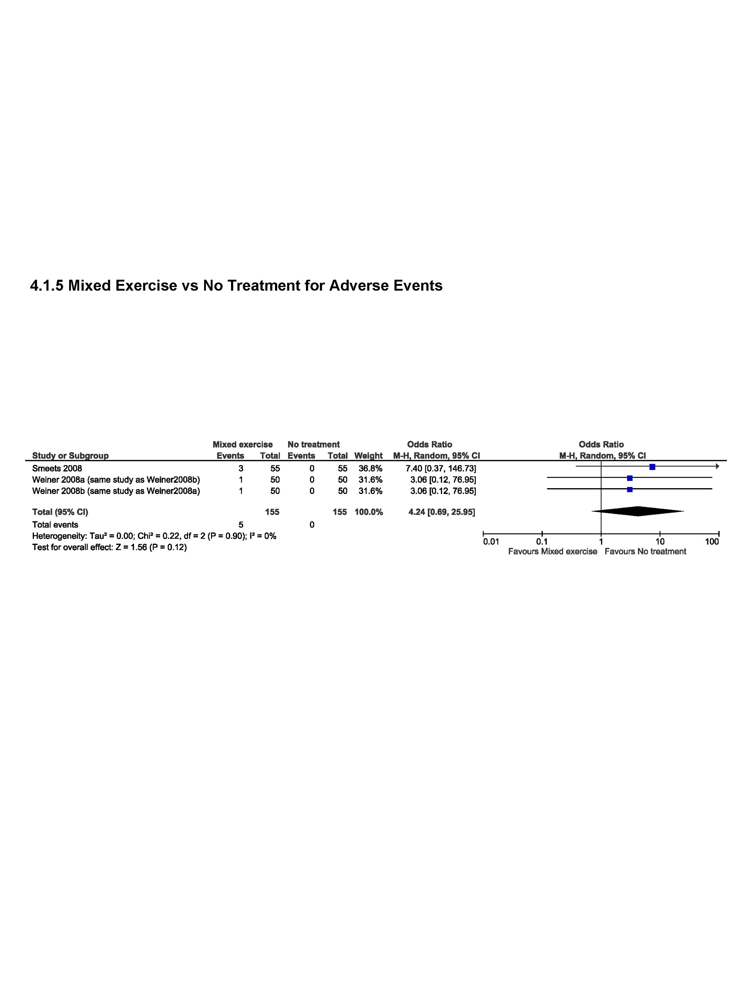 4.1.5 Mixed Exercise vs No Treatment for Adverse Events
Mixed exercise No treatment Odds Ratio Odds Ratio
Study or Subgroup Events Total Events Total Weight M-H, Random, 95% CI M-H, Random, 95% CI
Smeets 2008 3 55 0 55 36.8% 7.40 [0.37, 146.73]
Weiner 2008a (same study as Weiner2008b) 1 50 0 50 31.6% 3.06 [0.12, 76.95]
Weiner 2008b (same study as Weiner2008a) 1 50 0 50 31.6% 3.06 [0.12, 76.95]
Total (95% CI) 155 155 100.0% 4.24 [0.69, 25.95]
Total events 5 0
Heterogeneity: Tau² = 0.00; Chi² = 0.22, df = 2 (P = 0.90); I² = 0%
Test for overall effect: Z = 1.56 (P = 0.12)
0.01 0.1 1 10 100
Favours Mixed exercise Favours No treatment